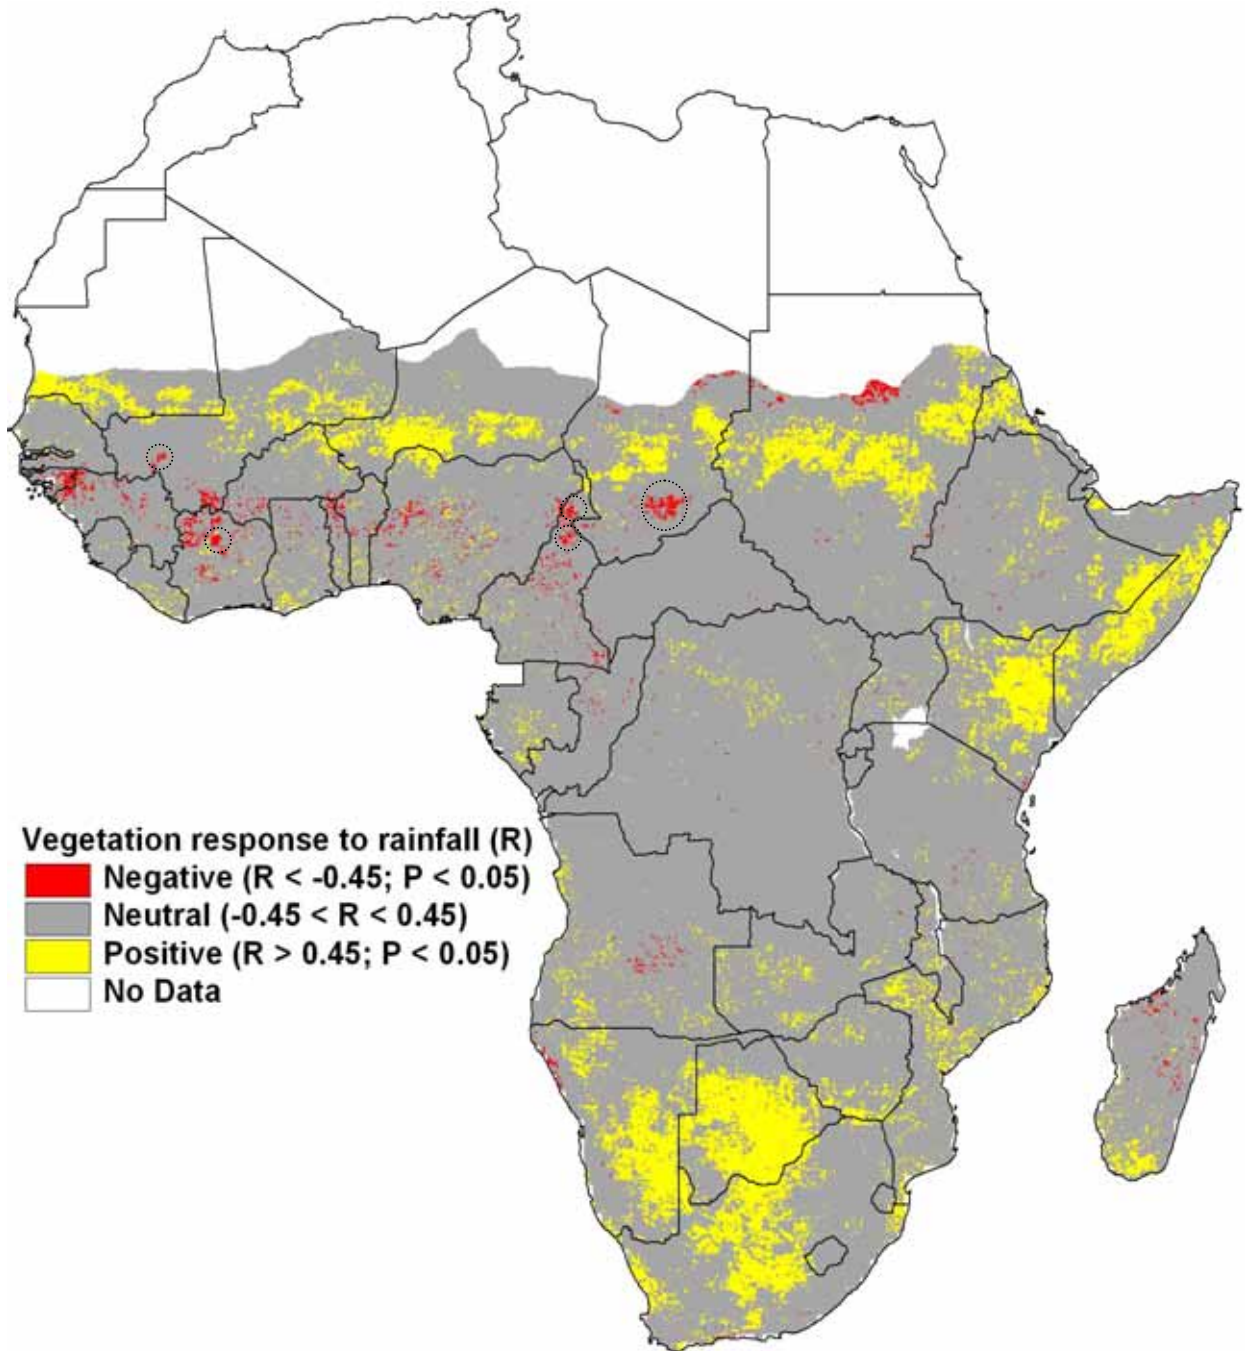 Vegetation response to rainfall (R)
Negative (R < -0.45; P < 0.05)
Neutral (-0.45 < R < 0.45)
Positive (R > 0.45; P < 0.05)
No Data